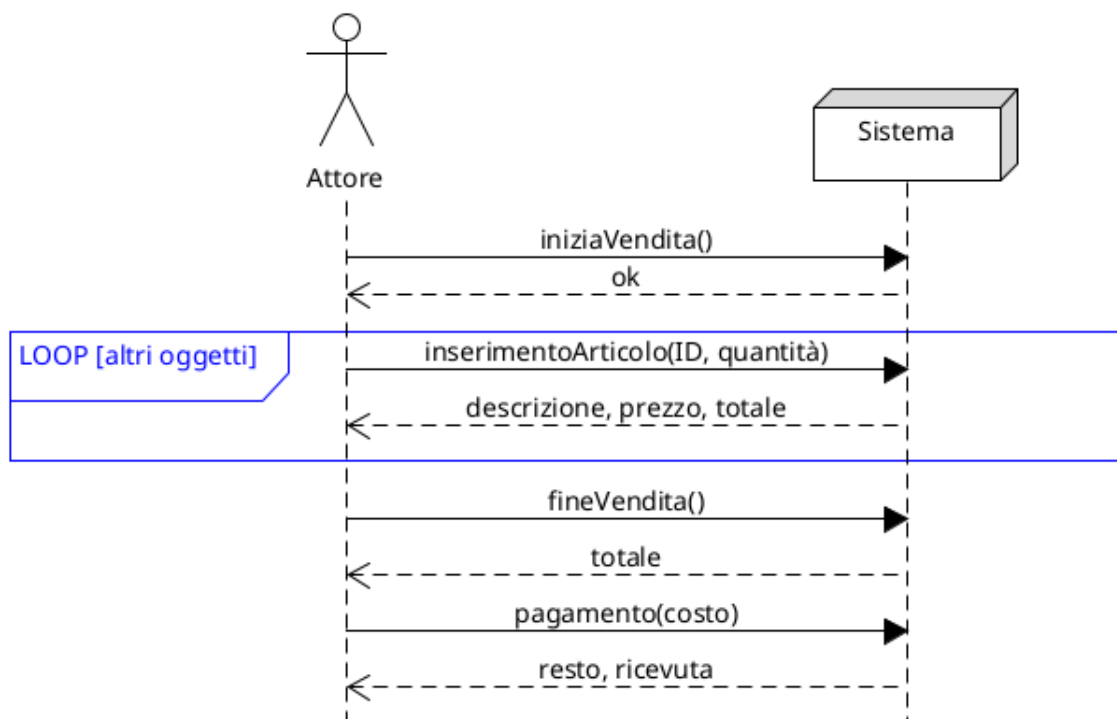 Attore
Sistema
iniziaVendita()
ok
LOOP [altri oggetti]
inserimentoArticolo(ID, quantità)
descrizione, prezzo, totale
fineVendita()
totale
pagamento(costo)
resto, ricevuta